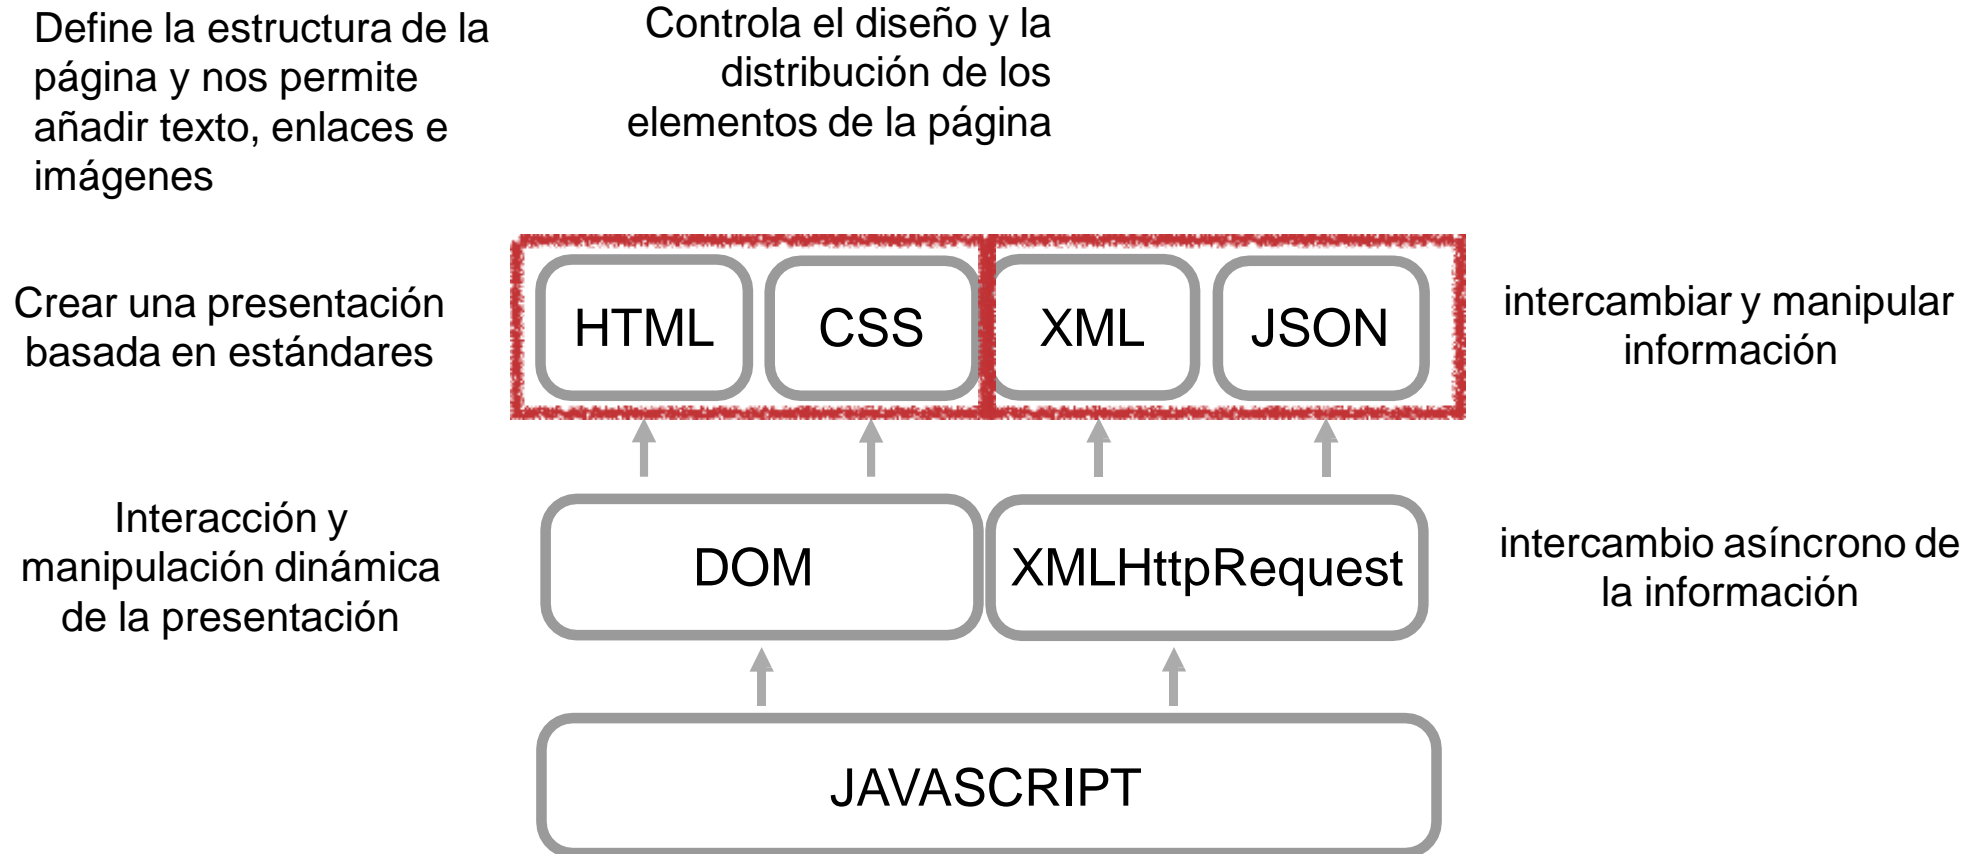 Define la estructura de la
página y nos permite
añadir texto, enlaces e
imágenes
Controla el diseño y la
distribución de los
elementos de la página
Crear una presentación
basada en estándares
HTML
CSS
XML
JSON
intercambiar y manipular
información
Interacción y
manipulación dinámica
de la presentación
DOM
XMLHttpRequest
intercambio asíncrono de
la información
JAVASCRIPT